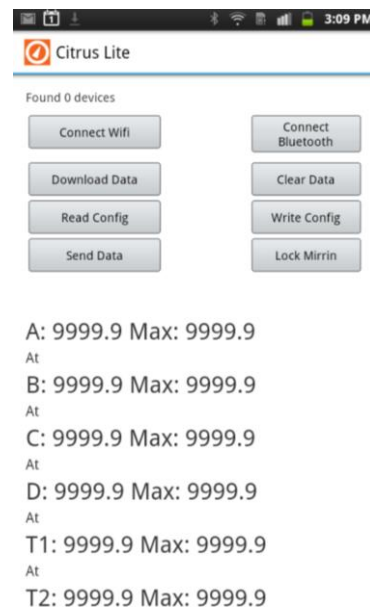 1 3:09 PM
Citrus Lite
Found 0 devices
Connect Wifi Connect Bluetooth
Download Data Clear Data
Read Config Write Config
Send Data Lock Mirrin
A: 9999.9 Max: 9999.9
At
B: 9999.9 Max: 9999.9
At
C: 9999.9 Max: 9999.9
At
D: 9999.9 Max: 9999.9
At
T1: 9999.9 Max: 9999.9
At
T2: 9999.9 Max: 9999.9